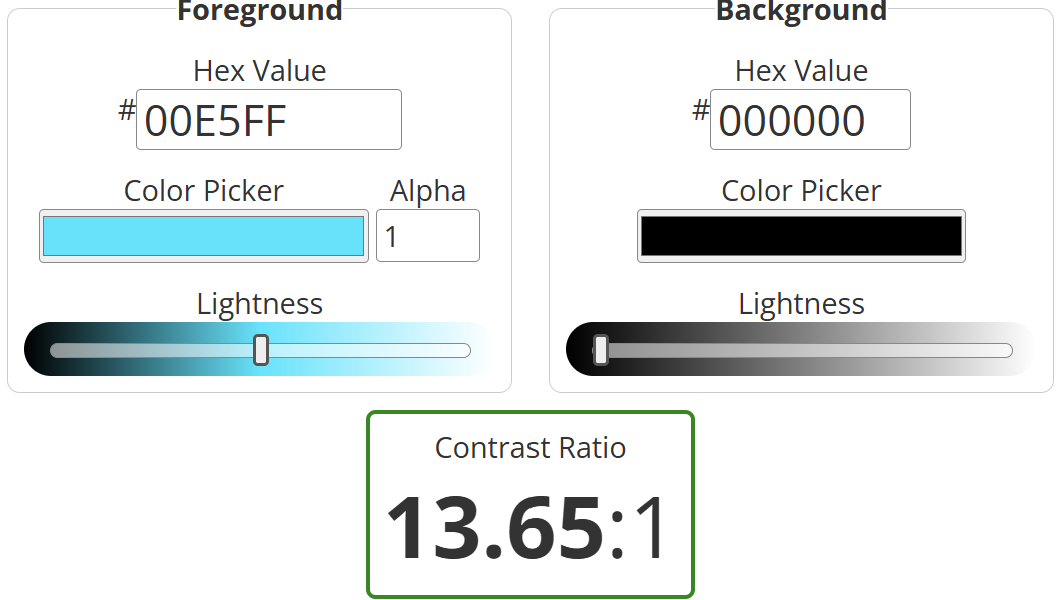 Foreground
Hex Value
# 00E5FF
Color Picker Alpha
1
Lightness
Background
Hex Value
# 000000
Color Picker
Lightness
Contrast Ratio
13.65:1